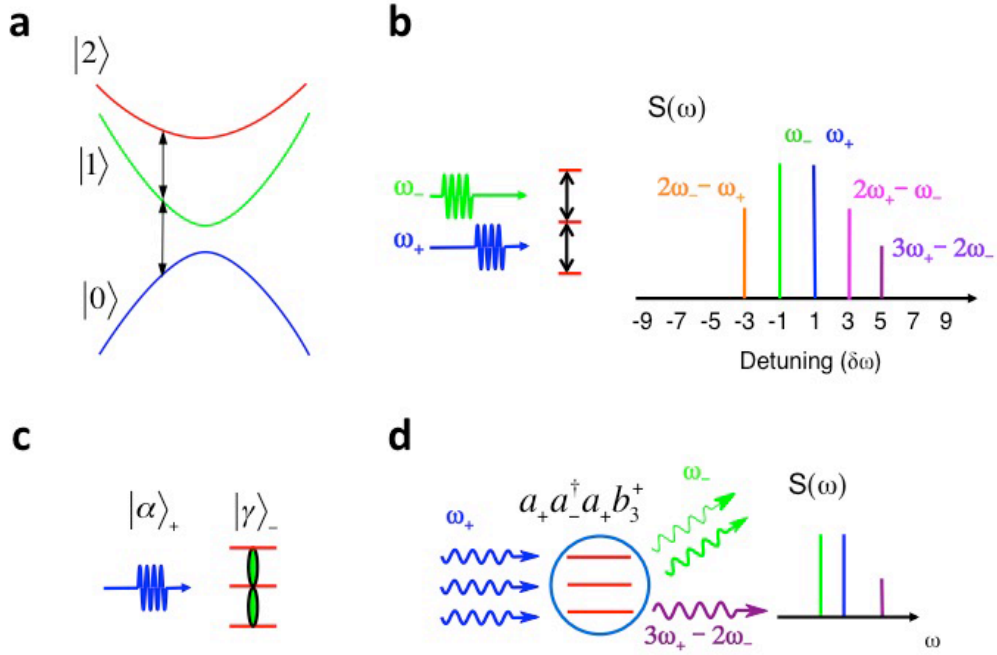 a
|2⟩
|1⟩
|0⟩
b
S(ω)
ω₋ ω₊
2ω₋ − ω₊
2ω₊ − ω₋
3ω₊ − 2ω₋
ω₋
ω₊
-9 -7 -5 -3 -1 1 3 5 7 9
Detuning (δω)
c
|α⟩₊ |γ⟩₋
d
ω₊
a₊a₋†a₊b₃⁺
ω₋
3ω₊ − 2ω₋
S(ω)
ω